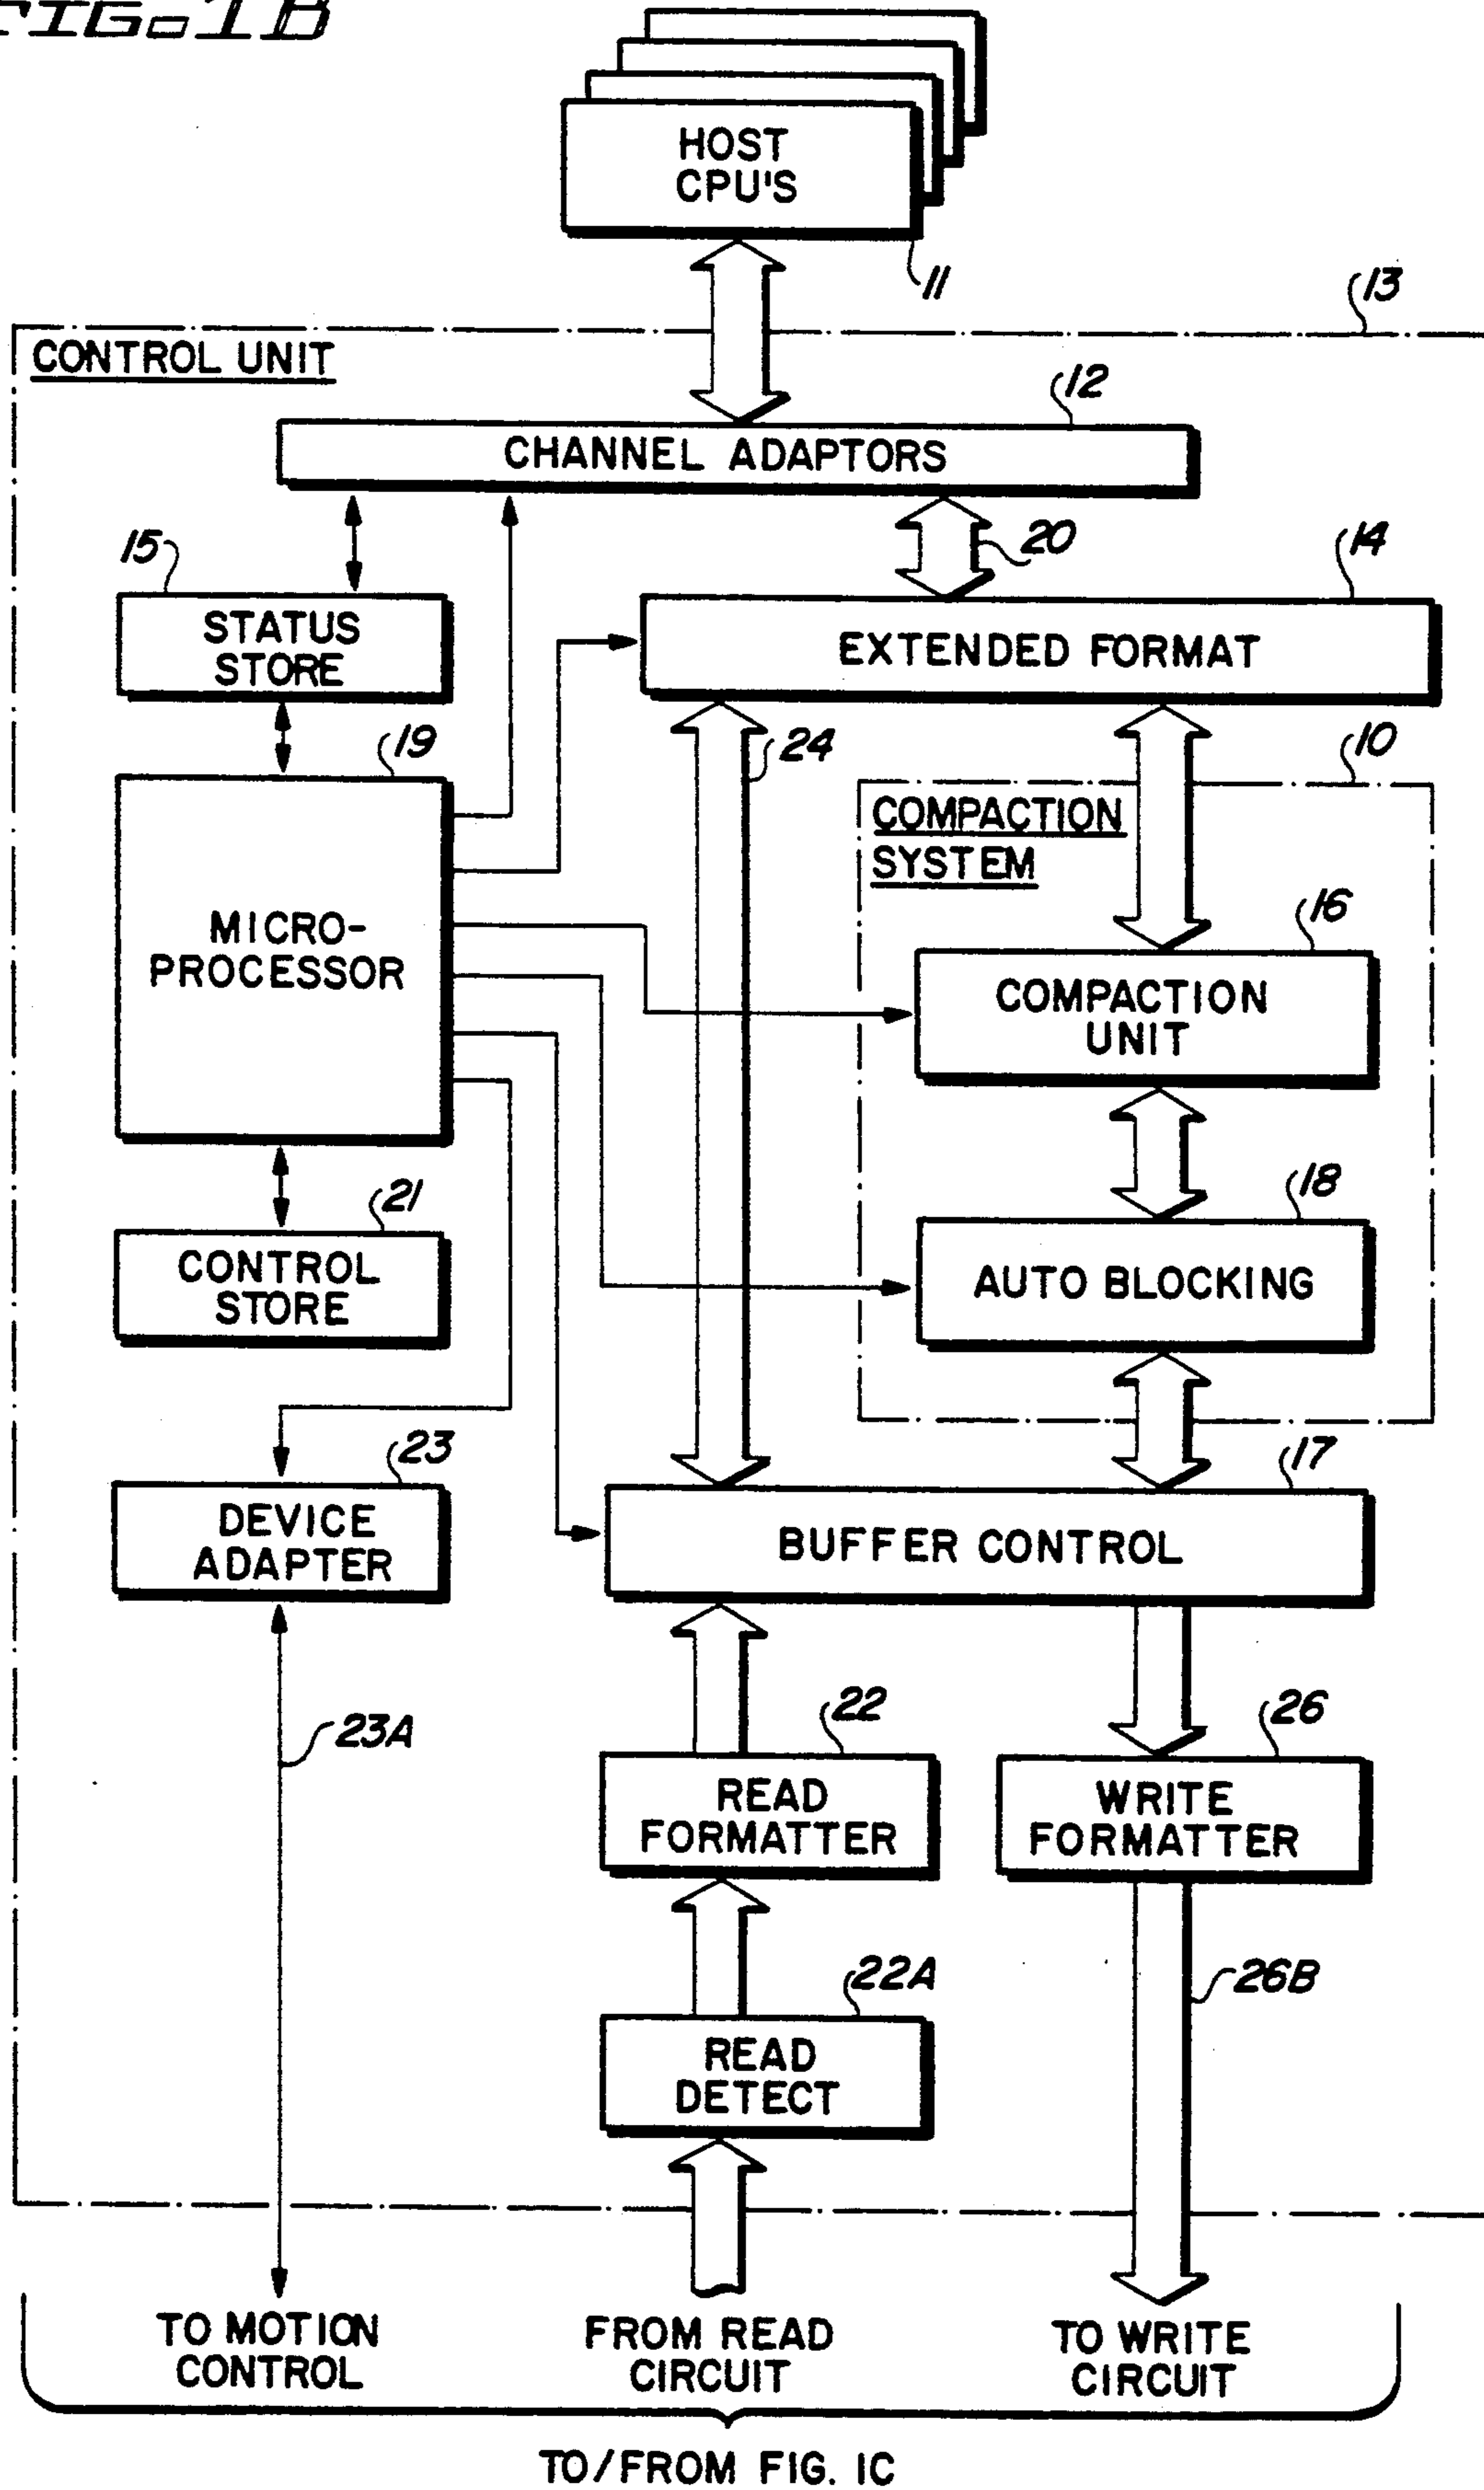 FIG. 1B
HOST
CPU'S
11
13
CONTROL UNIT
12
CHANNEL ADAPTORS
15
20
14
STATUS
STORE
EXTENDED FORMAT
19
24
10
COMPACTION
SYSTEM
16
MICRO-
PROCESSOR
COMPACTION
UNIT
21
18
CONTROL
STORE
AUTO BLOCKING
23
17
DEVICE
ADAPTER
BUFFER CONTROL
22
26
23A
READ
FORMATTER
WRITE
FORMATTER
22A
26B
READ
DETECT
TO MOTION
CONTROL
FROM READ
CIRCUIT
TO WRITE
CIRCUIT
TO/FROM FIG. 1C